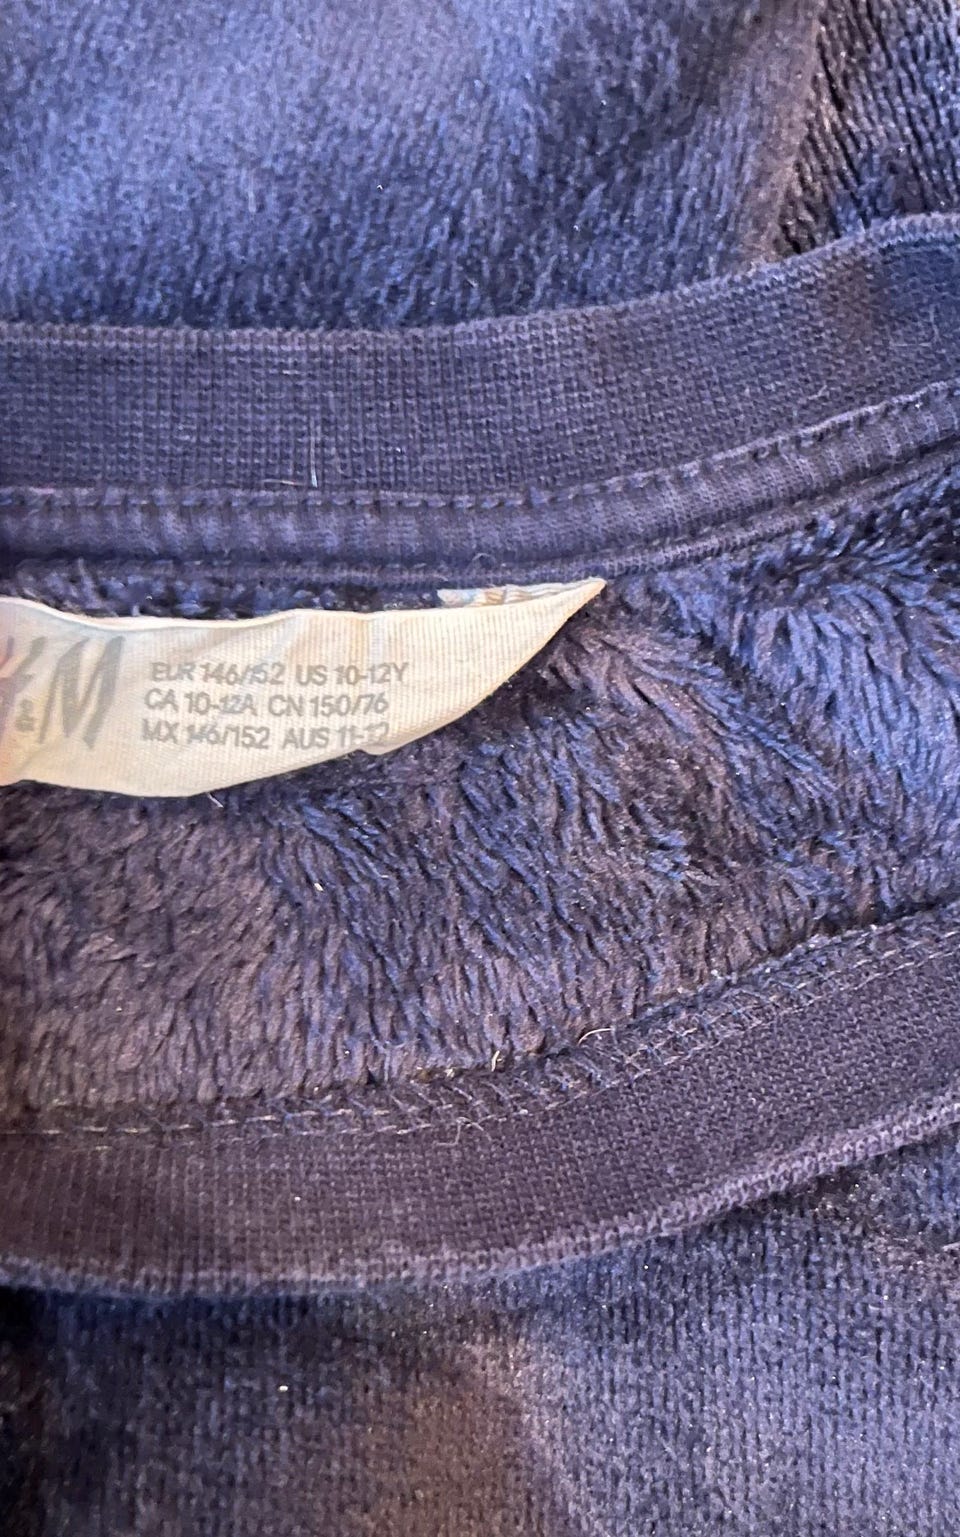 &M
EUR 146/152 US 10-12Y
CA 10-12A CN 150/76
MX 146/152 AUS 11-12